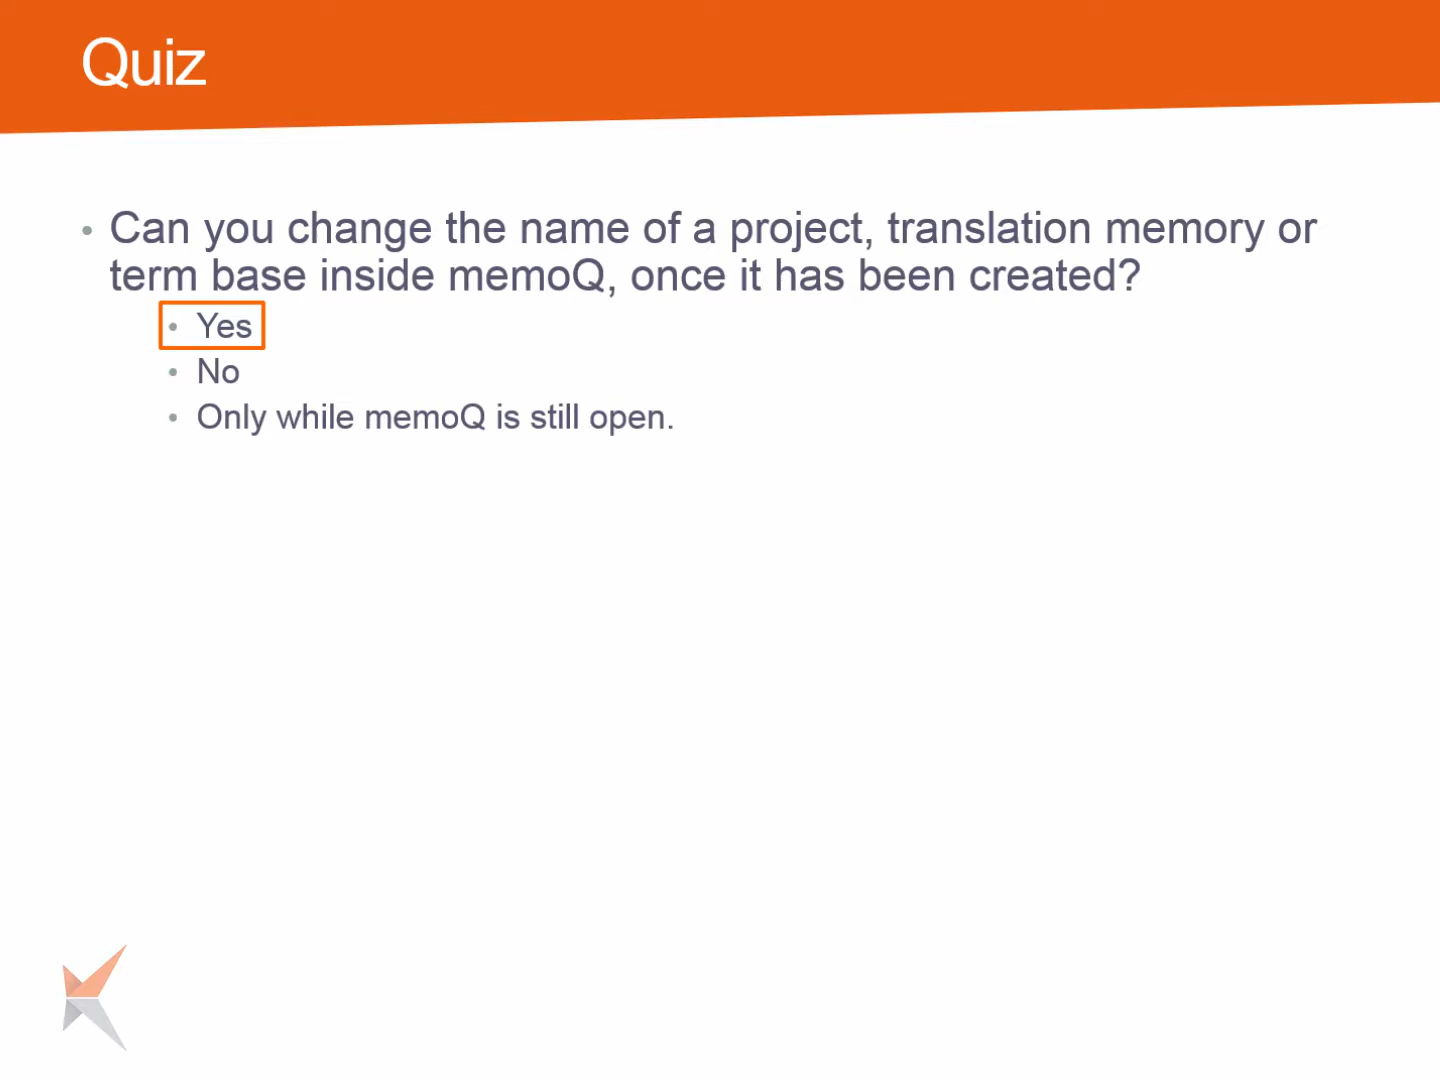 Quiz
• Can you change the name of a project, translation memory or
term base inside memoQ, once it has been created?
• Yes
• No
• Only while memoQ is still open.